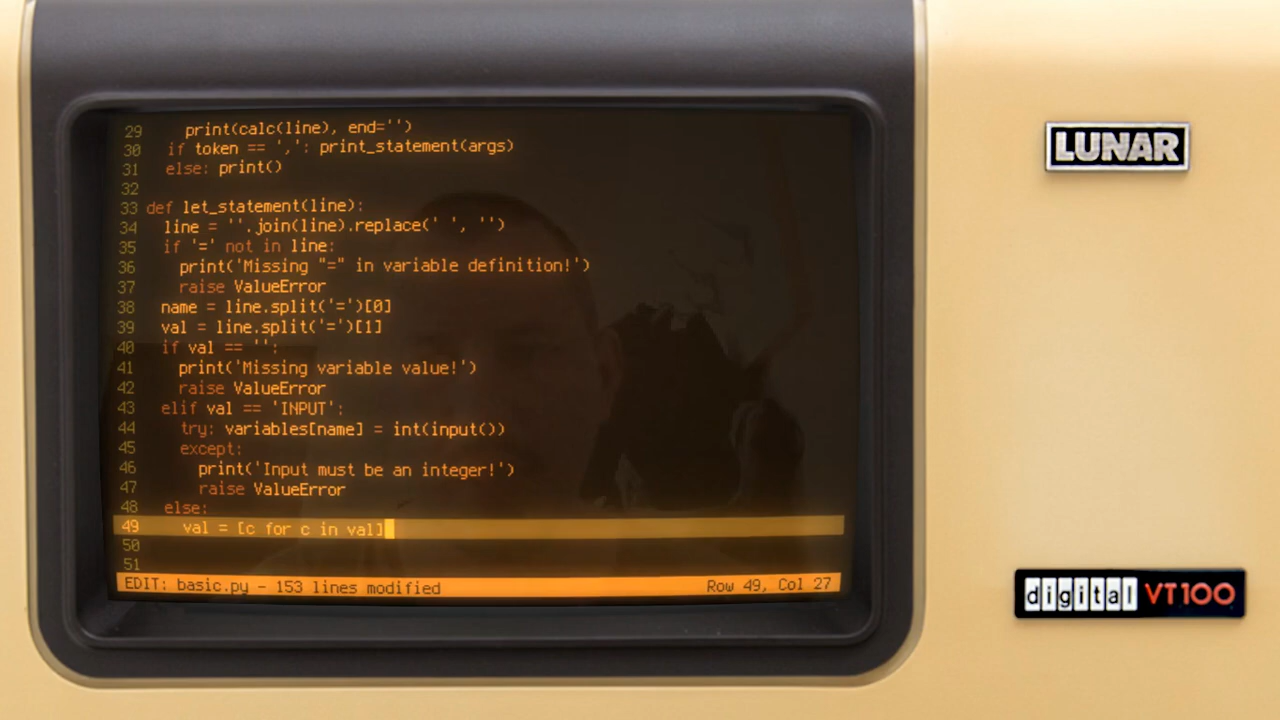 29 print(calc(line), end='')
30 if token == ',': print_statement(args)
31 else: print()
32
33 def let_statement(line):
34 line = ''.join(line).replace(' ', '')
35 if '=' not in line:
36 print('Missing "=" in variable definition!')
37 raise ValueError
38 name = line.split('=')[0]
39 val = line.split('=')[1]
40 if val == '':
41 print('Missing variable value!')
42 raise ValueError
43 elif val == 'INPUT':
44 try: variables[name] = int(input())
45 except:
46 print('Input must be an integer!')
47 raise ValueError
48 else:
49 val = [c for c in val]
50
51
EDIT: basic.py - 153 lines modified Row 49, Col 27
LUNAR
digital VT100